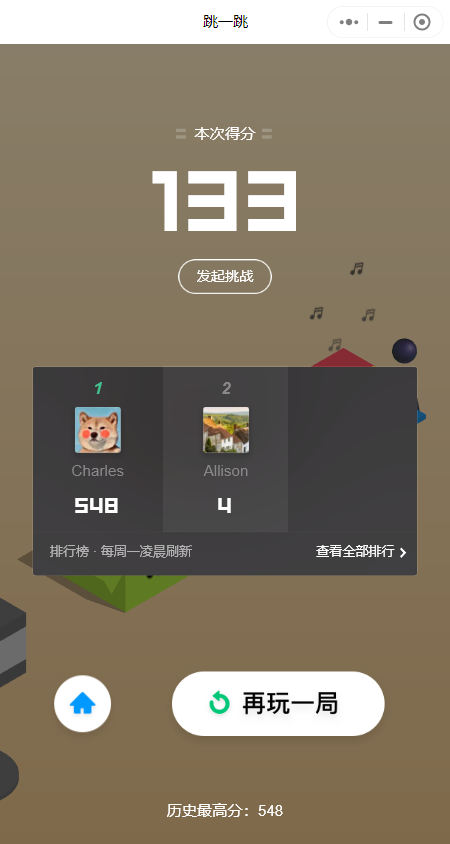 跳一跳
本次得分
133
发起挑战
1
2
Charles
Allison
548
4
排行榜 · 每周一凌晨刷新
查看全部排行
再玩一局
历史最高分：548